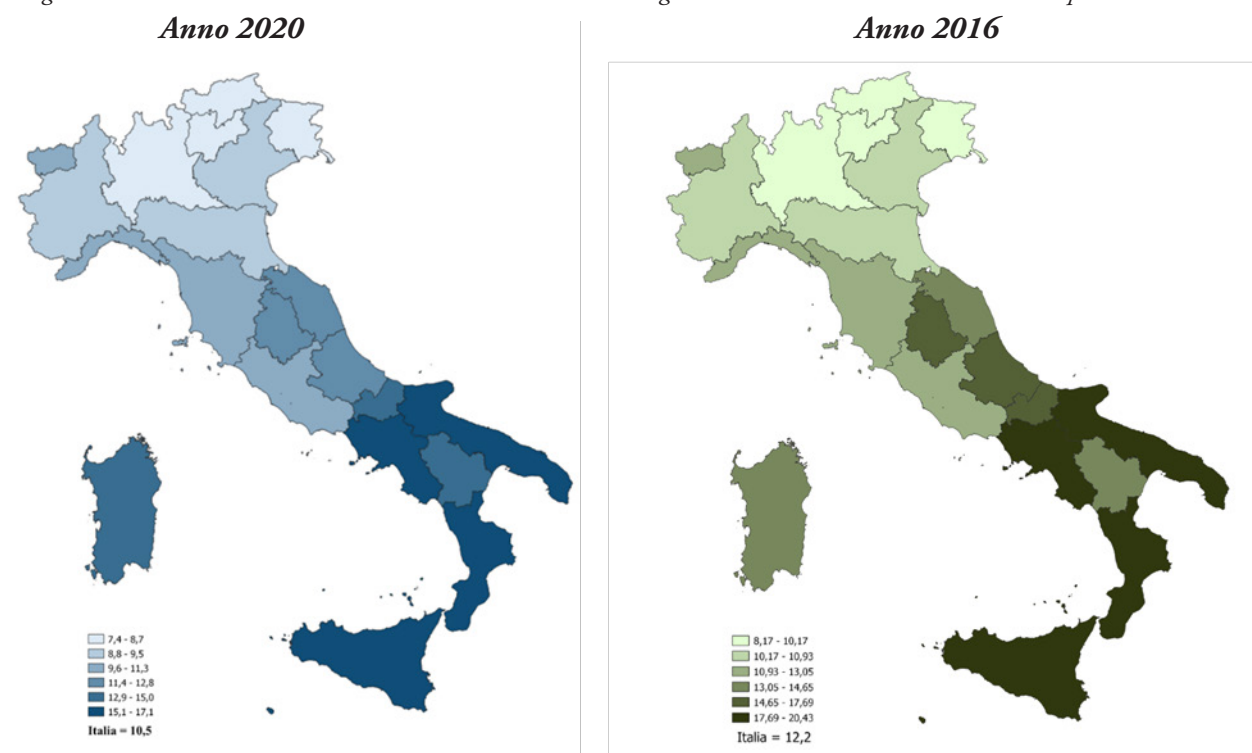 Anno 2020
Anno 2016
7,4 - 8,7
8,8 - 9,5
9,6 - 11,3
11,4 - 12,8
12,9 - 15,0
15,1 - 17,1
Italia = 10,5
8,17 - 10,17
10,17 - 10,93
10,93 - 13,05
13,05 - 14,65
14,65 - 17,69
17,69 - 20,43
Italia = 12,2